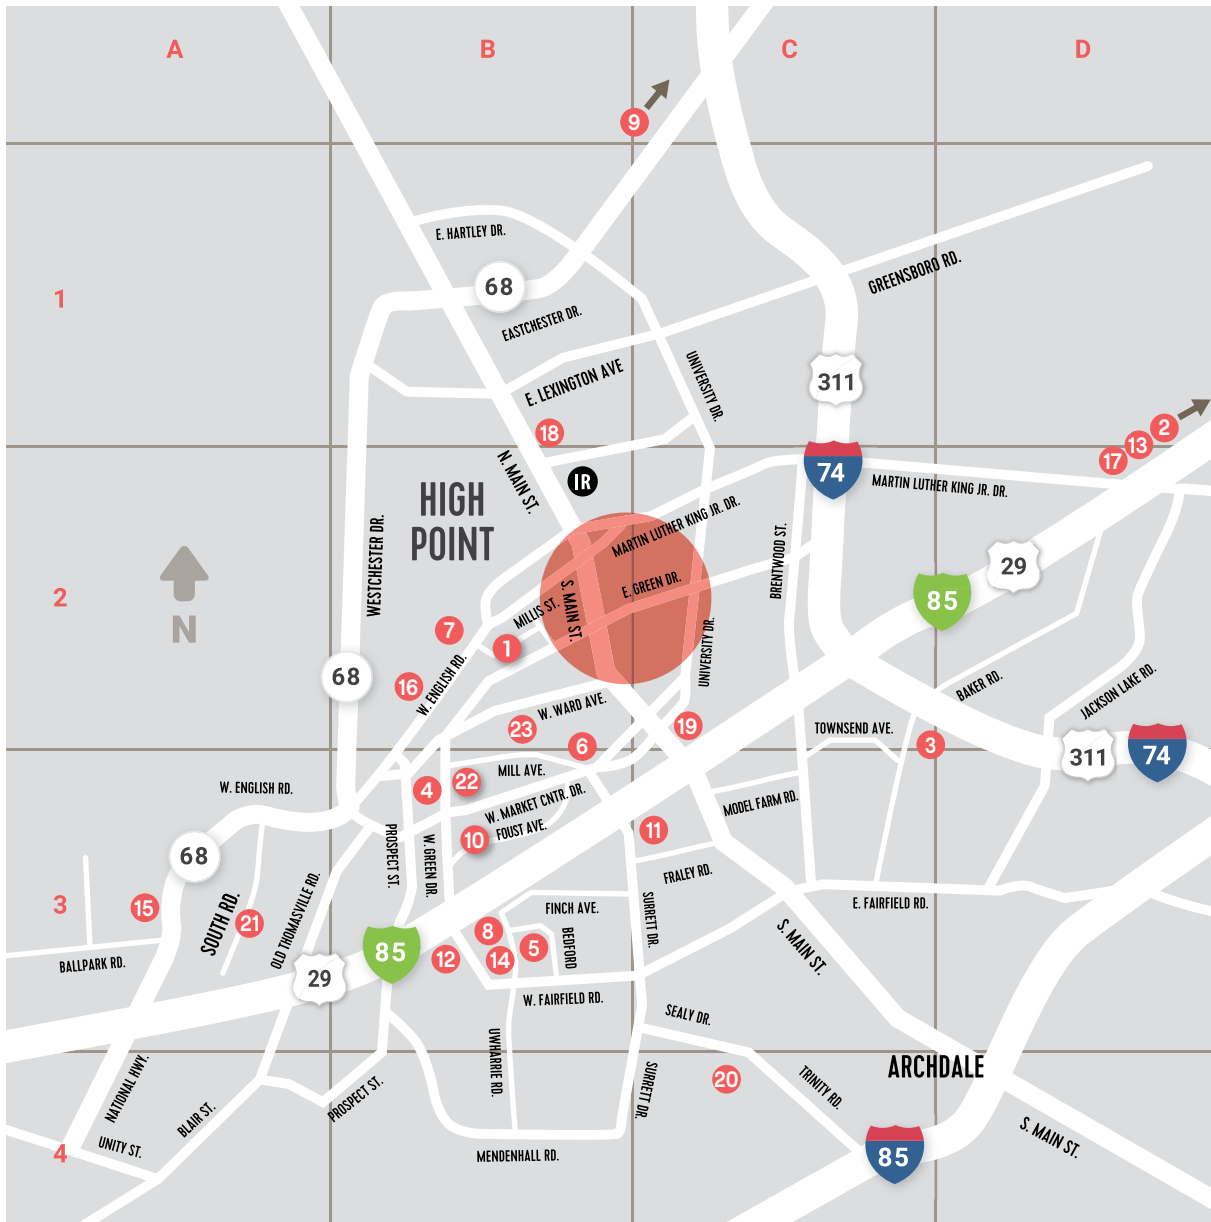 A
B
C
D
9
E. HARTLEY DR.
68
1
EASTCHESTER DR.
GREENSBORO RD.
E. LEXINGTON AVE
UNIVERSITY DR.
311
18
2
13
17
N. MAIN ST.
IR
74
MARTIN LUTHER KING JR. DR.
HIGH
POINT
WESTCHESTER DR.
MARTIN LUTHER KING JR. DR.
BRENTWOOD ST.
29
85
N
2
S. MAIN ST.
E. GREEN DR.
MILLIS ST.
7
1
UNIVERSITY DR.
W. ENGLISH RD.
68
16
BAKER RD.
JACKSON LAKE RD.
W. WARD AVE.
23
19
TOWNSEND AVE.
6
3
311
74
MILL AVE.
W. ENGLISH RD.
4
22
W. MARKET CNTR. DR.
MODEL FARM RD.
10
FOUST AVE.
11
PROSPECT ST.
W. GREEN DR.
68
FRALEY RD.
3
15
SOUTH RD.
21
OLD THOMASVILLE RD.
FINCH AVE.
SURRETT DR.
E. FAIRFIELD RD.
8
5
BEDFORD
14
12
85
29
BALLPARK RD.
S. MAIN ST.
W. FAIRFIELD RD.
SEALY DR.
UWHARRIE RD.
ARCHDALE
NATIONAL HWY.
20
TRINITY RD.
SURRETT DR.
PROSPECT ST.
BLAIR ST.
UNITY ST.
4
MENDENHALL RD.
85
S. MAIN ST.